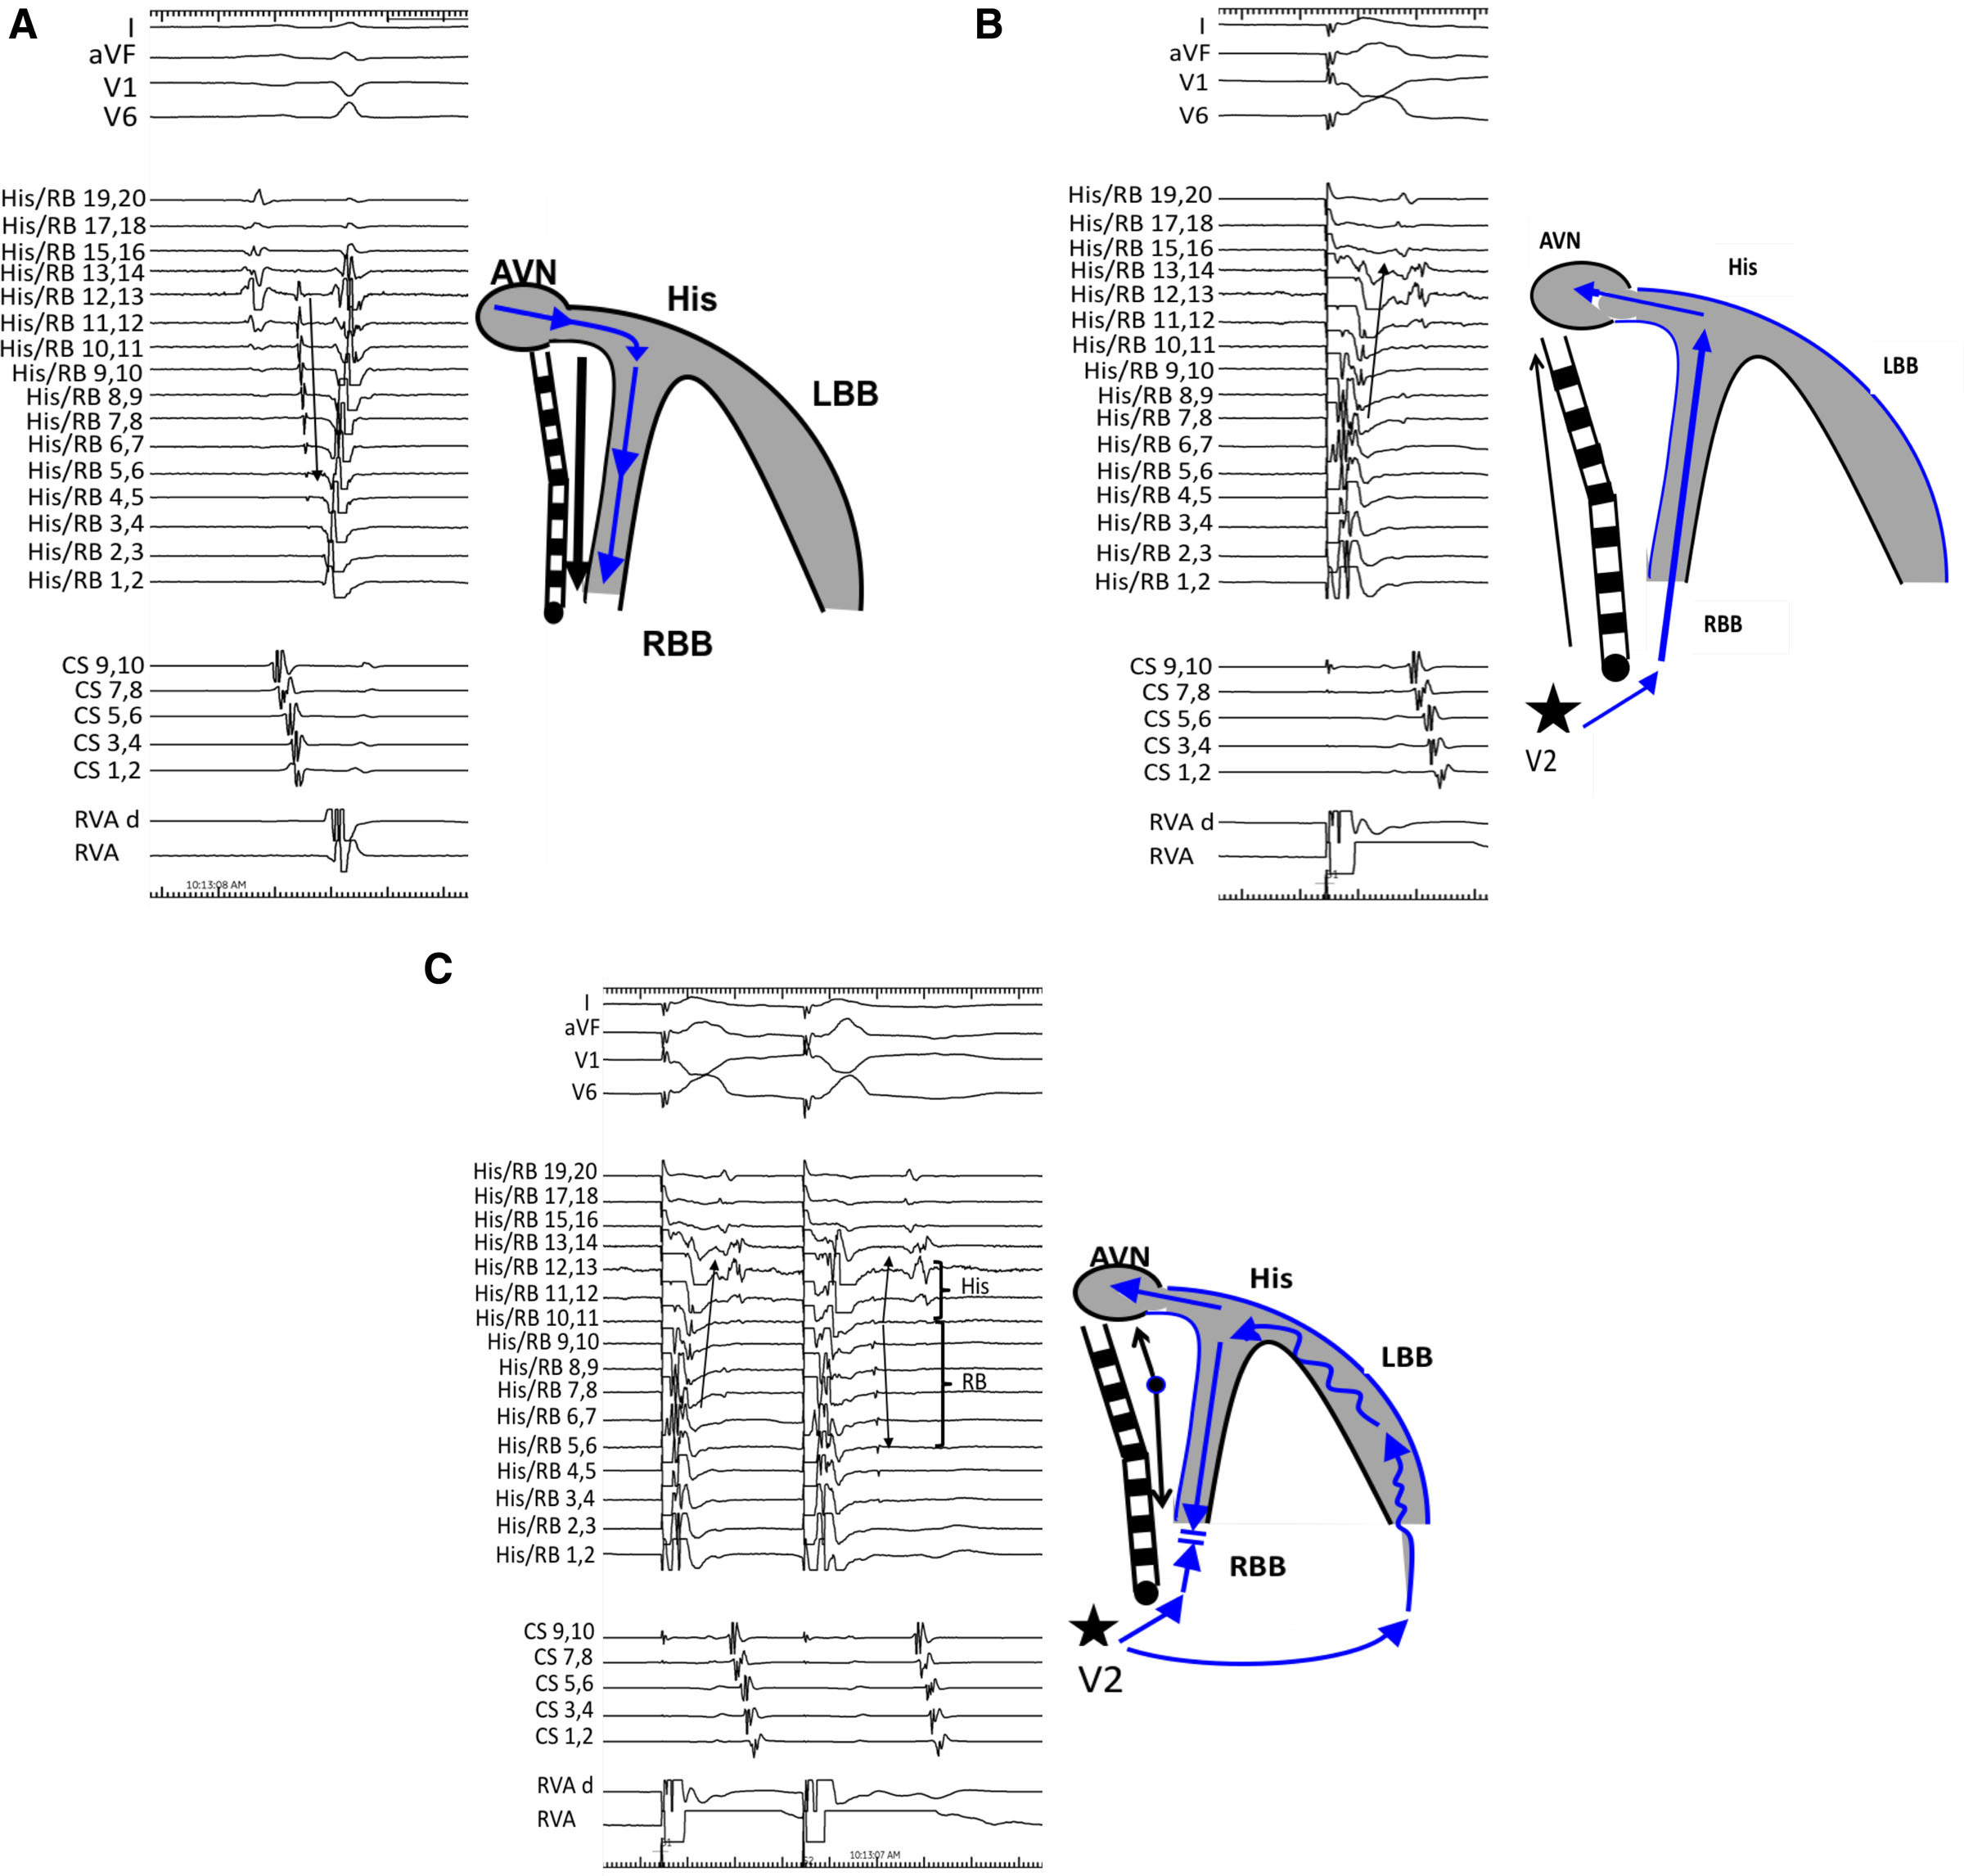 A
I
aVF
V1
V6
His/RB 19,20
His/RB 17,18
His/RB 15,16
His/RB 13,14
His/RB 12,13
His/RB 11,12
His/RB 10,11
His/RB 9,10
His/RB 8,9
His/RB 7,8
His/RB 6,7
His/RB 5,6
His/RB 4,5
His/RB 3,4
His/RB 2,3
His/RB 1,2
CS 9,10
CS 7,8
CS 5,6
CS 3,4
CS 1,2
RVA d
RVA
10:13:08 AM
AVN
His
LBB
RBB
B
I
aVF
V1
V6
His/RB 19,20
His/RB 17,18
His/RB 15,16
His/RB 13,14
His/RB 12,13
His/RB 11,12
His/RB 10,11
His/RB 9,10
His/RB 8,9
His/RB 7,8
His/RB 6,7
His/RB 5,6
His/RB 4,5
His/RB 3,4
His/RB 2,3
His/RB 1,2
CS 9,10
CS 7,8
CS 5,6
CS 3,4
CS 1,2
RVA d
RVA
AVN
His
LBB
RBB
V2
C
I
aVF
V1
V6
His/RB 19,20
His/RB 17,18
His/RB 15,16
His/RB 13,14
His/RB 12,13
His/RB 11,12
His/RB 10,11
His/RB 9,10
His/RB 8,9
His/RB 7,8
His/RB 6,7
His/RB 5,6
His/RB 4,5
His/RB 3,4
His/RB 2,3
His/RB 1,2
His
RB
CS 9,10
CS 7,8
CS 5,6
CS 3,4
CS 1,2
RVA d
RVA
S2
10:13:07 AM
AVN
His
LBB
RBB
V2